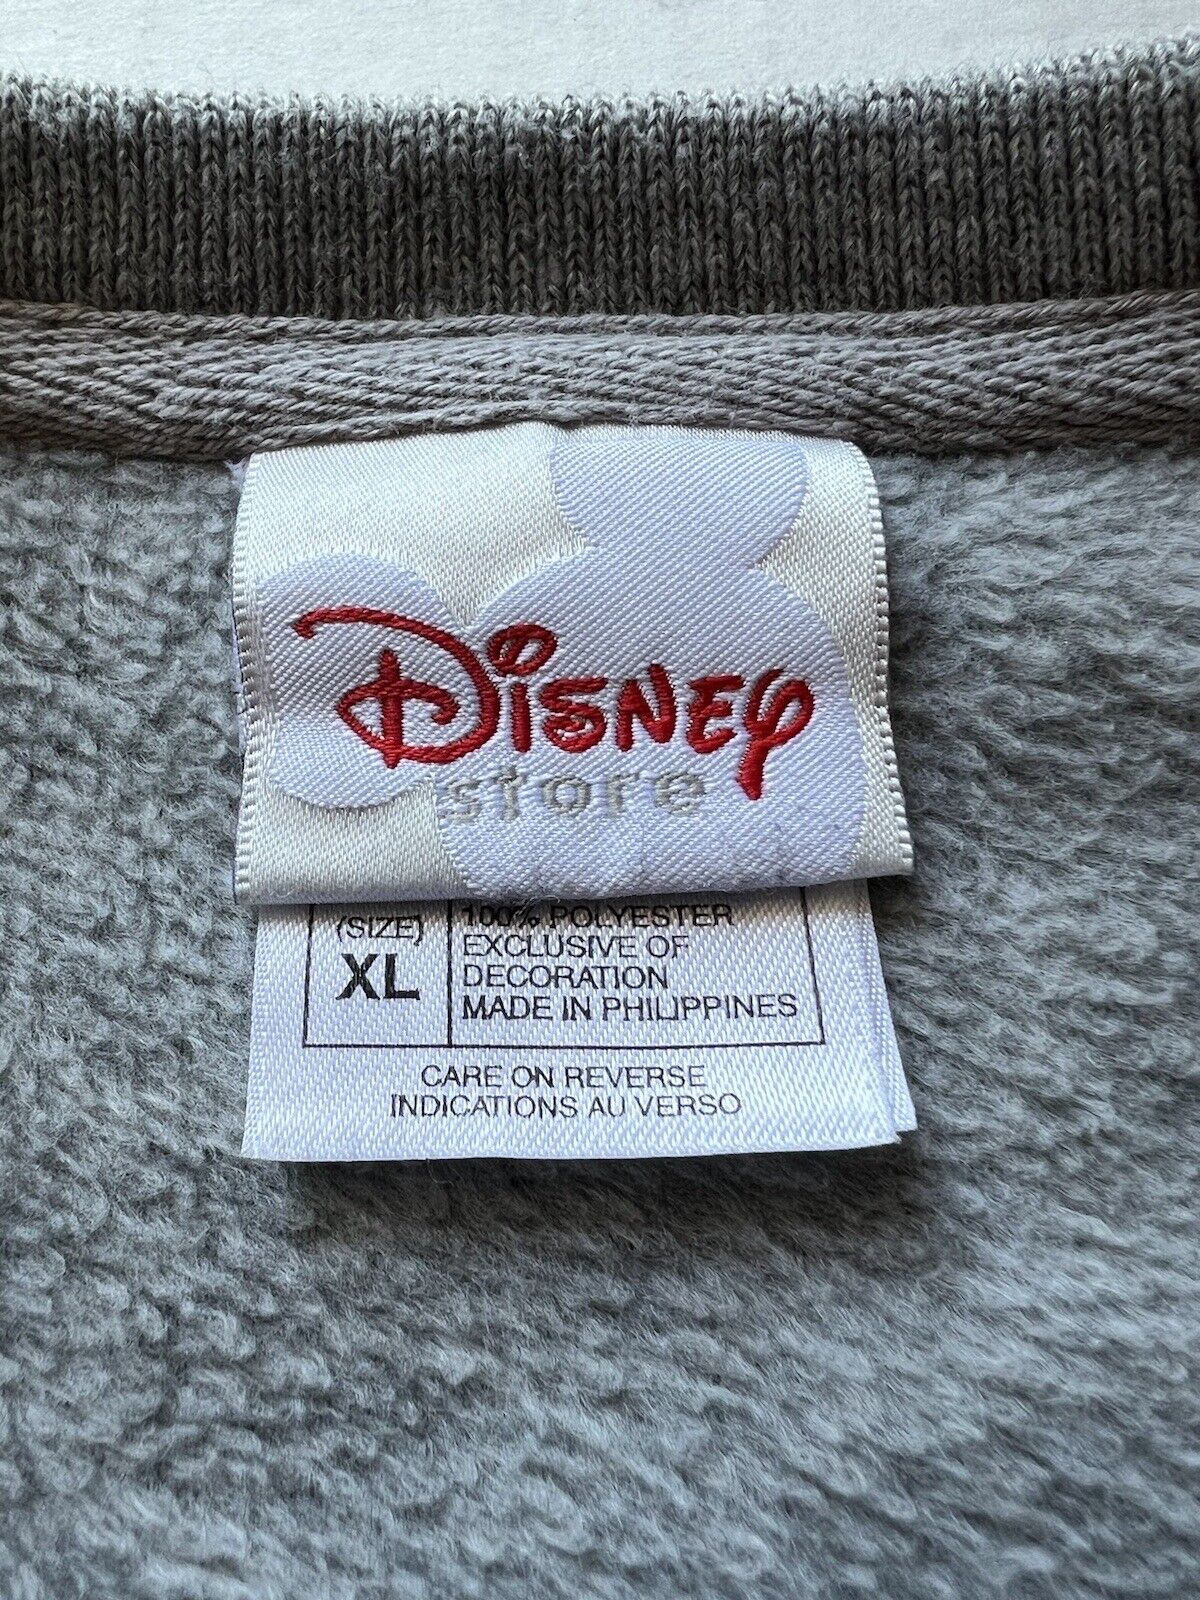 Disney
store
(SIZE)
XL
100% POLYESTER
EXCLUSIVE OF
DECORATION
MADE IN PHILIPPINES
CARE ON REVERSE
INDICATIONS AU VERSO